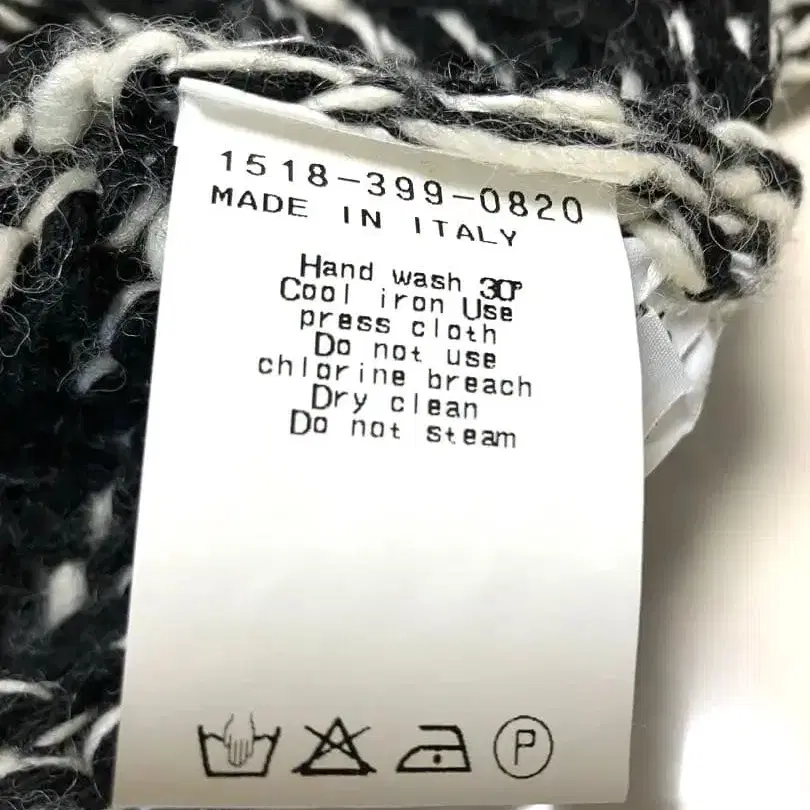 1518-399-0820
MADE IN ITALY
Hand wash 30°
Cool iron Use
press cloth
Do not use
chlorine breach
Dry clean
Do not steam
P